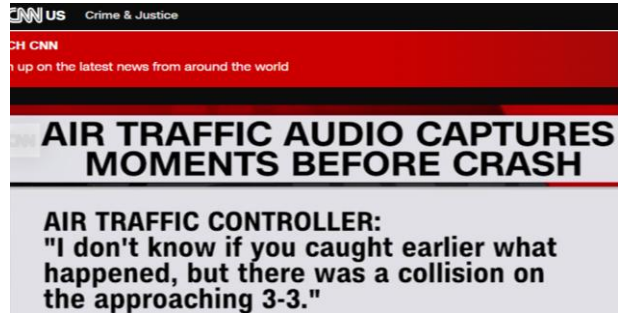 CNN US Crime & Justice
CH CNN
up on the latest news from around the world
AIR TRAFFIC AUDIO CAPTURES
MOMENTS BEFORE CRASH
AIR TRAFFIC CONTROLLER:
"I don't know if you caught earlier what
happened, but there was a collision on
the approaching 3-3."